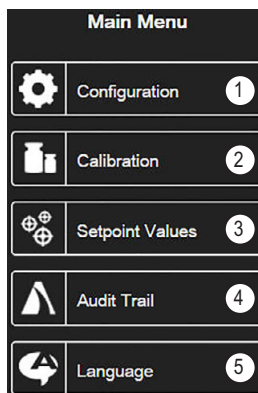 Main Menu
Configuration 1
Calibration 2
Setpoint Values 3
Audit Trail 4
Language 5